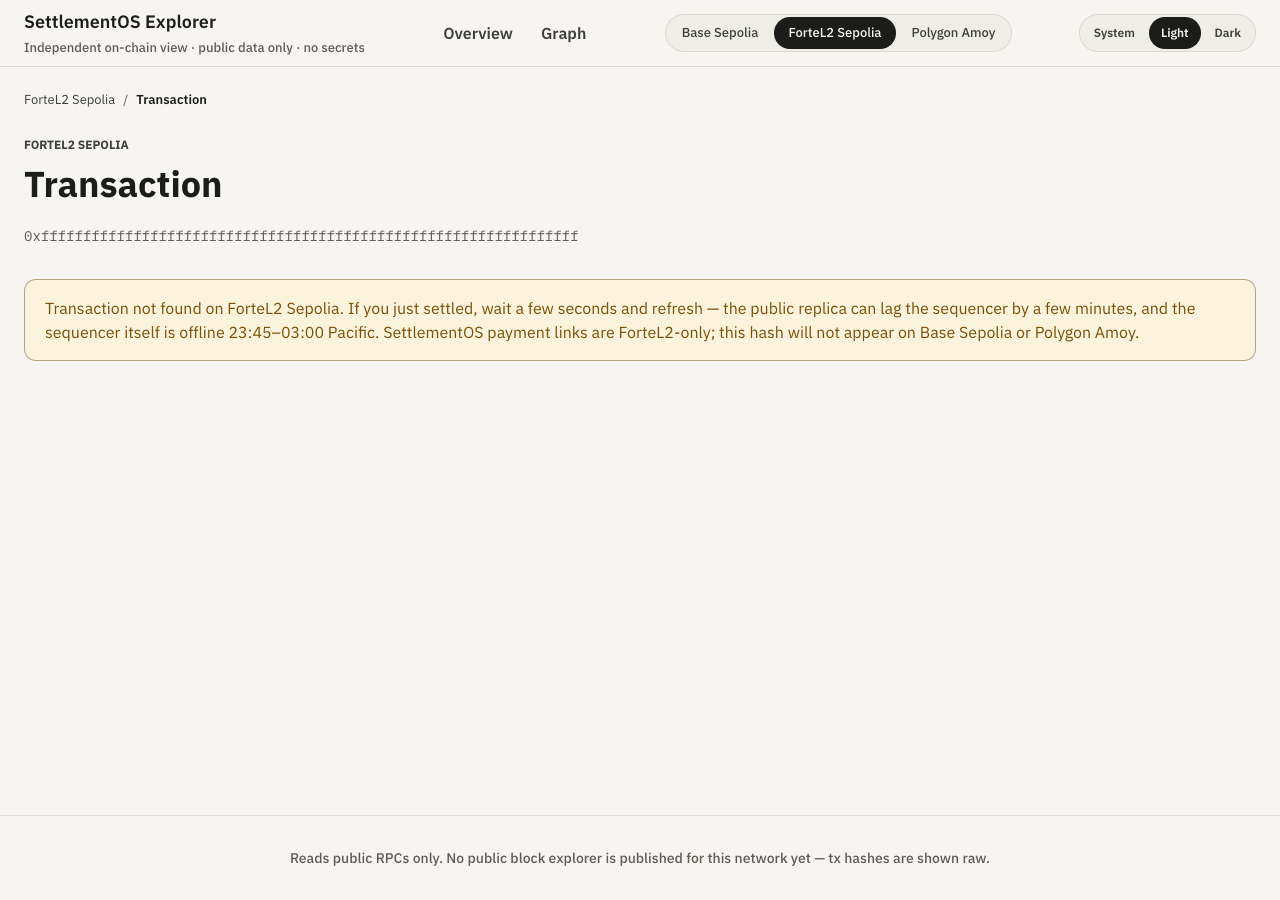 SettlementOS Explorer
Independent on-chain view · public data only · no secrets
Overview
Graph
Base Sepolia
ForteL2 Sepolia
Polygon Amoy
System
Light
Dark
ForteL2 Sepolia / Transaction
FORTEL2 SEPOLIA
Transaction
0xffffffffffffffffffffffffffffffffffffffffffffffffffffffffffffffff
Transaction not found on ForteL2 Sepolia. If you just settled, wait a few seconds and refresh — the public replica can lag the sequencer by a few minutes, and the
sequencer itself is offline 23:45–03:00 Pacific. SettlementOS payment links are ForteL2-only; this hash will not appear on Base Sepolia or Polygon Amoy.
Reads public RPCs only. No public block explorer is published for this network yet — tx hashes are shown raw.